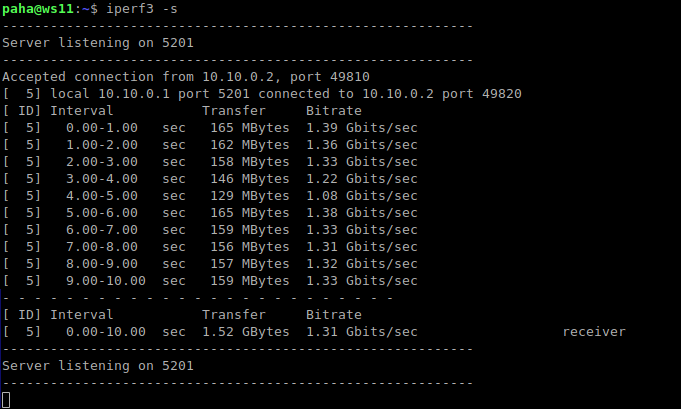 paha@ws11:~$ iperf3 -s
-----------------------------------------------------------
Server listening on 5201
-----------------------------------------------------------
Accepted connection from 10.10.0.2, port 49810
[  5] local 10.10.0.1 port 5201 connected to 10.10.0.2 port 49820
[ ID] Interval           Transfer     Bitrate
[  5]   0.00-1.00   sec   165 MBytes  1.39 Gbits/sec
[  5]   1.00-2.00   sec   162 MBytes  1.36 Gbits/sec
[  5]   2.00-3.00   sec   158 MBytes  1.33 Gbits/sec
[  5]   3.00-4.00   sec   146 MBytes  1.22 Gbits/sec
[  5]   4.00-5.00   sec   129 MBytes  1.08 Gbits/sec
[  5]   5.00-6.00   sec   165 MBytes  1.38 Gbits/sec
[  5]   6.00-7.00   sec   159 MBytes  1.33 Gbits/sec
[  5]   7.00-8.00   sec   156 MBytes  1.31 Gbits/sec
[  5]   8.00-9.00   sec   157 MBytes  1.32 Gbits/sec
[  5]   9.00-10.00  sec   159 MBytes  1.33 Gbits/sec
- - - - - - - - - - - - - - - - - - - - - - - - -
[ ID] Interval           Transfer     Bitrate
[  5]   0.00-10.00  sec  1.52 GBytes  1.31 Gbits/sec                  receiver
-----------------------------------------------------------
Server listening on 5201
-----------------------------------------------------------